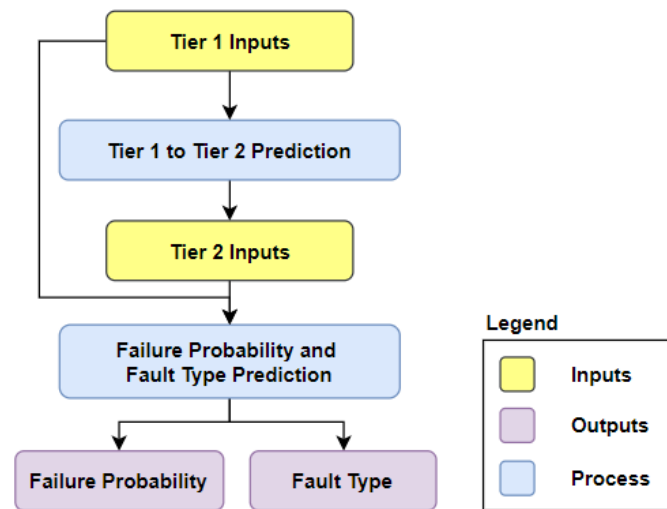 Tier 1 Inputs
Tier 1 to Tier 2 Prediction
Tier 2 Inputs
Failure Probability and
Fault Type Prediction
Failure Probability
Fault Type
Legend
Inputs
Outputs
Process